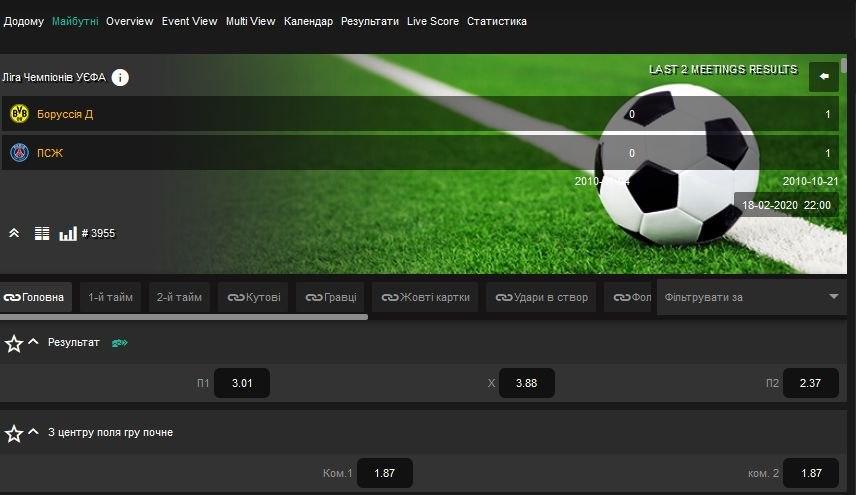 Додому Майбутні Overview Event View Multi View Календар Результати Live Score Статистика
Ліга Чемпіонів УЄФА
LAST 2 MEETINGS RESULTS
Боруссія Д 0 1
ПСЖ 0 1
2010-11-04 2010-10-21
18-02-2020 22:00
# 3955
Головна 1-й тайм 2-й тайм Кутові Гравці Жовті картки Удари в створ Фол Фільтрувати за
Результат
П1 3.01 X 3.88 П2 2.37
З центру поля гру почне
Ком.1 1.87 ком. 2 1.87